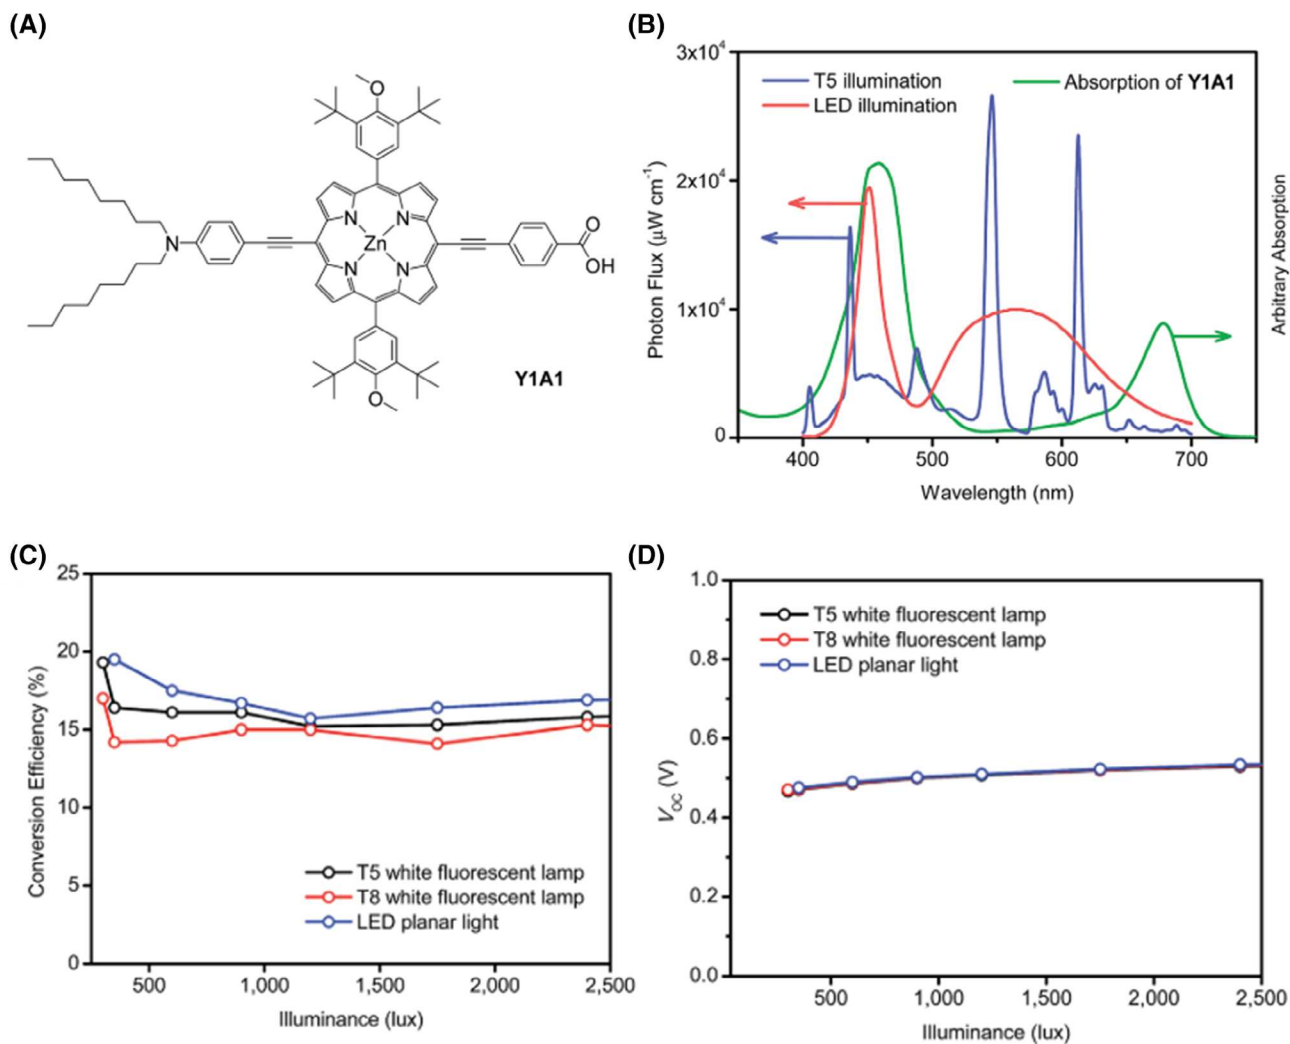 (A)
O
N
N
N
Zn
N
N
O
OH
O
Y1A1
(B)
3x10⁴
2x10⁴
1x10⁴
0
Photon Flux (μW cm⁻¹)
T5 illumination
LED illumination
Absorption of Y1A1
Arbitrary Absorption
400 500 600 700
Wavelength (nm)
(C)
25
20
15
10
5
0
Conversion Efficiency (%)
T5 white fluorescent lamp
T8 white fluorescent lamp
LED planar light
500 1,000 1,500 2,000 2,500
Illuminance (lux)
(D)
1.0
0.8
0.6
0.4
0.2
0.0
V_OC (V)
T5 white fluorescent lamp
T8 white fluorescent lamp
LED planar light
500 1,000 1,500 2,000 2,500
Illuminance (lux)